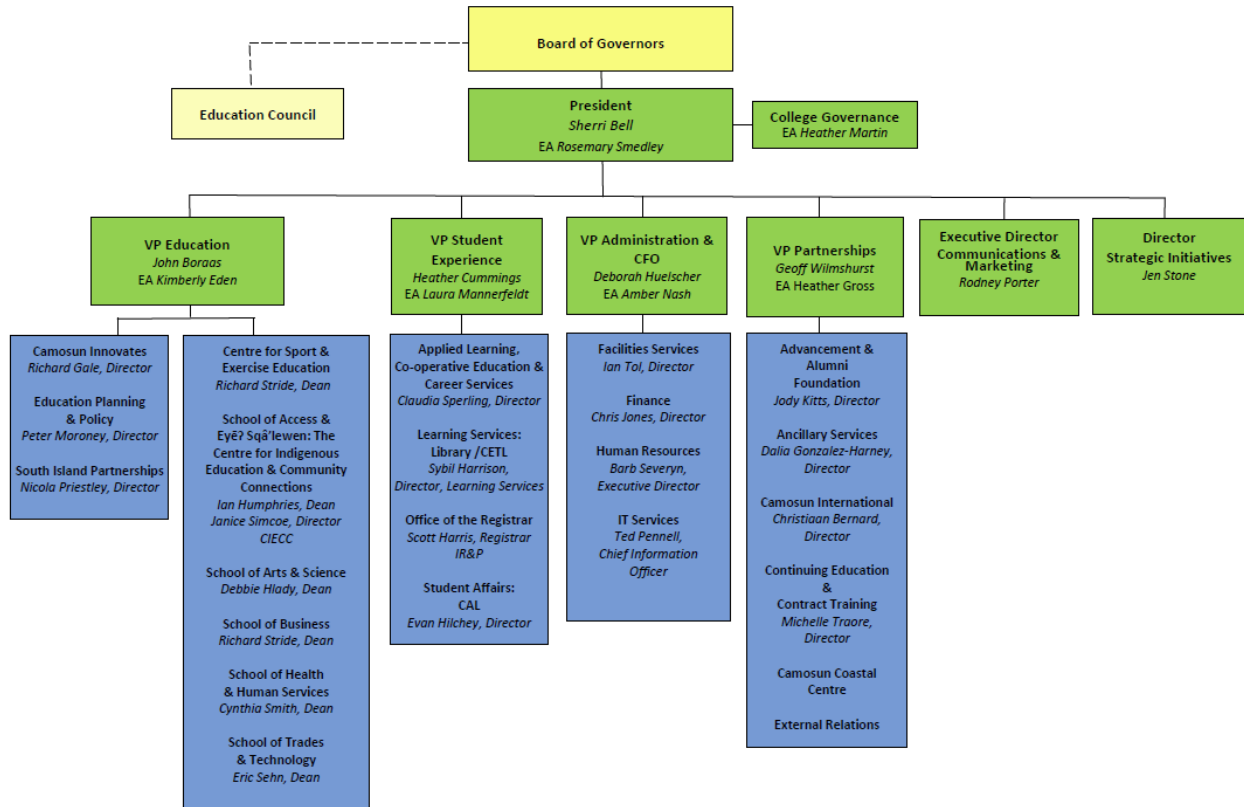 Board of Governors
Education Council
President
Sherri Bell
EA Rosemary Smedley
College Governance
EA Heather Martin
VP Education
John Boraas
EA Kimberly Eden
VP Student
Experience
Heather Cummings
EA Laura Mannerfeldt
VP Administration &
CFO
Deborah Huelscher
EA Amber Nash
VP Partnerships
Geoff Wilmshurst
EA Heather Gross
Executive Director
Communications &
Marketing
Rodney Porter
Director
Strategic Initiatives
Jen Stone
Camosun Innovates
Richard Gale, Director
Education Planning
& Policy
Peter Moroney, Director
South Island Partnerships
Nicola Priestley, Director
Centre for Sport &
Exercise Education
Richard Stride, Dean
School of Access &
Eyēʔ Sqȃ'lewen: The
Centre for Indigenous
Education & Community
Connections
Ian Humphries, Dean
Janice Simcoe, Director
CIECC
School of Arts & Science
Debbie Hlady, Dean
School of Business
Richard Stride, Dean
School of Health
& Human Services
Cynthia Smith, Dean
School of Trades
& Technology
Eric Sehn, Dean
Applied Learning,
Co-operative Education &
Career Services
Claudia Sperling, Director
Learning Services:
Library /CETL
Sybil Harrison,
Director, Learning Services
Office of the Registrar
Scott Harris, Registrar
IR&P
Student Affairs:
CAL
Evan Hilchey, Director
Facilities Services
Ian Tol, Director
Finance
Chris Jones, Director
Human Resources
Barb Severyn,
Executive Director
IT Services
Ted Pennell,
Chief Information
Officer
Advancement &
Alumni
Foundation
Jody Kitts, Director
Ancillary Services
Dalia Gonzalez-Harney,
Director
Camosun International
Christiaan Bernard,
Director
Continuing Education
&
Contract Training
Michelle Traore,
Director
Camosun Coastal
Centre
External Relations